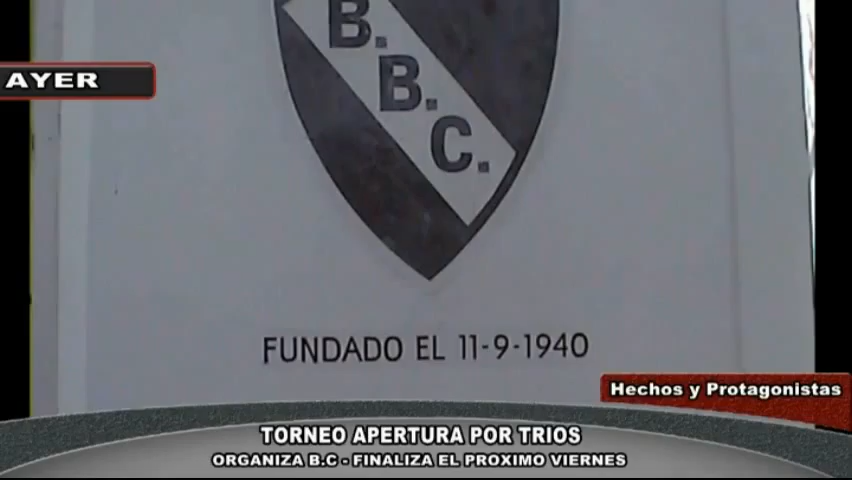 B.
B.
C.
AYER
FUNDADO EL 11-9-1940
Hechos y Protagonistas
TORNEO APERTURA POR TRIOS
ORGANIZA B.C - FINALIZA EL PROXIMO VIERNES